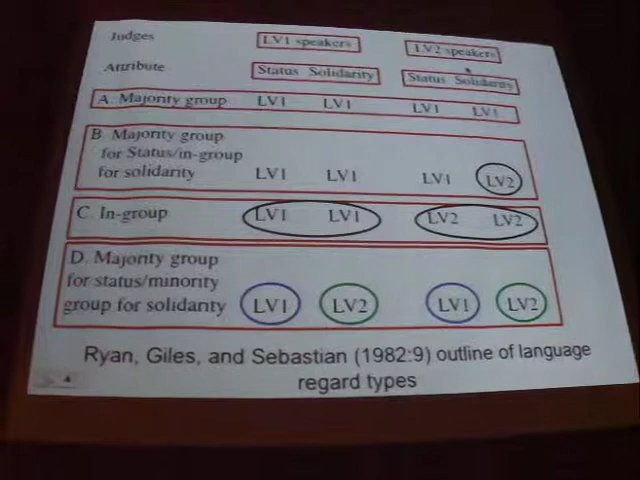 Judges LV1 speakers LV2 speakers
Attribute Status Solidarity Status Solidarity
A. Majority group LV1 LV1 LV1 LV1
B. Majority group
for Status/in-group
for solidarity LV1 LV1 LV1 LV2
C. In-group LV1 LV1 LV2 LV2
D. Majority group
for status/minority
group for solidarity LV1 LV2 LV1 LV2
Ryan, Giles, and Sebastian (1982:9) outline of language
regard types